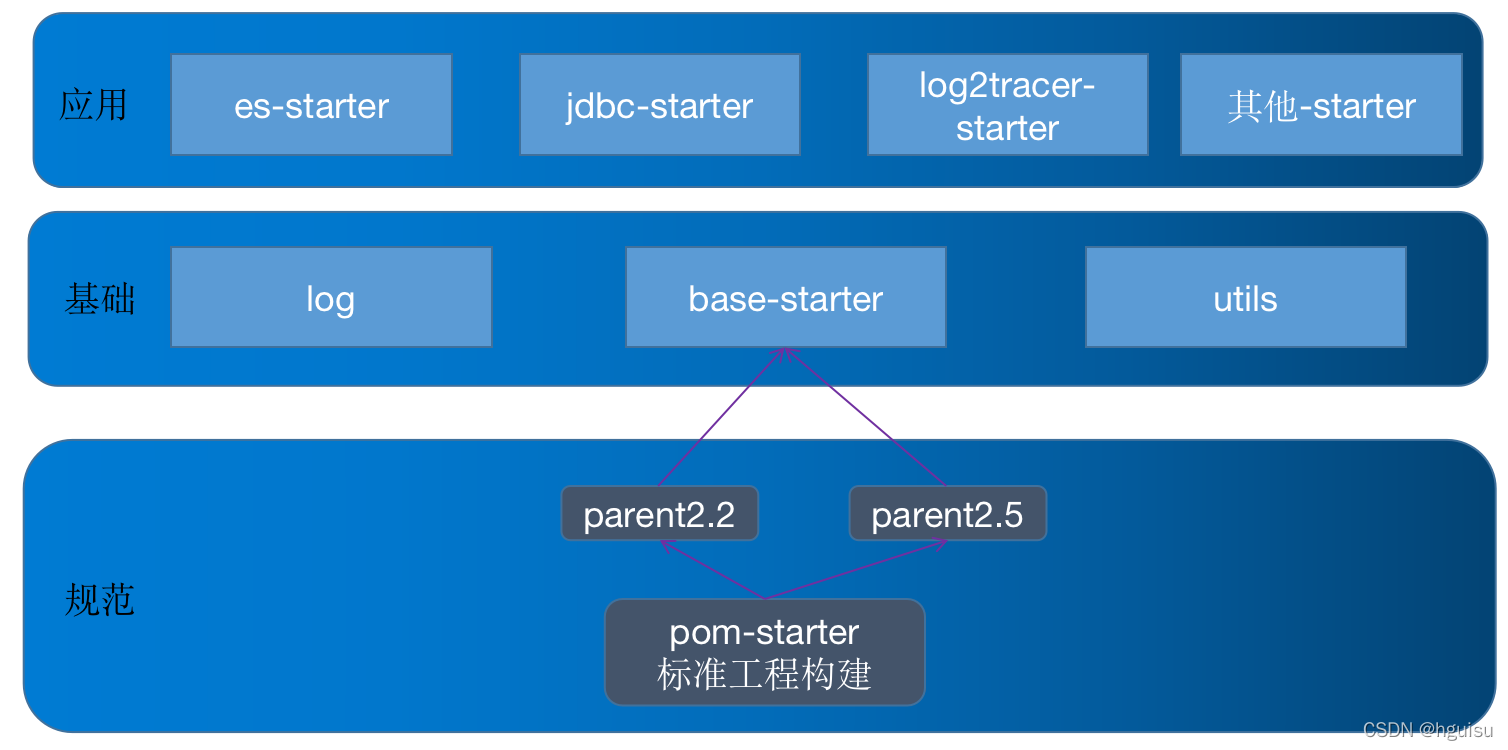 应用
es-starter
jdbc-starter
log2tracer-
starter
其他-starter
基础
log
base-starter
utils
规范
parent2.2
parent2.5
pom-starter
标准工程构建
CSDN @hguisu